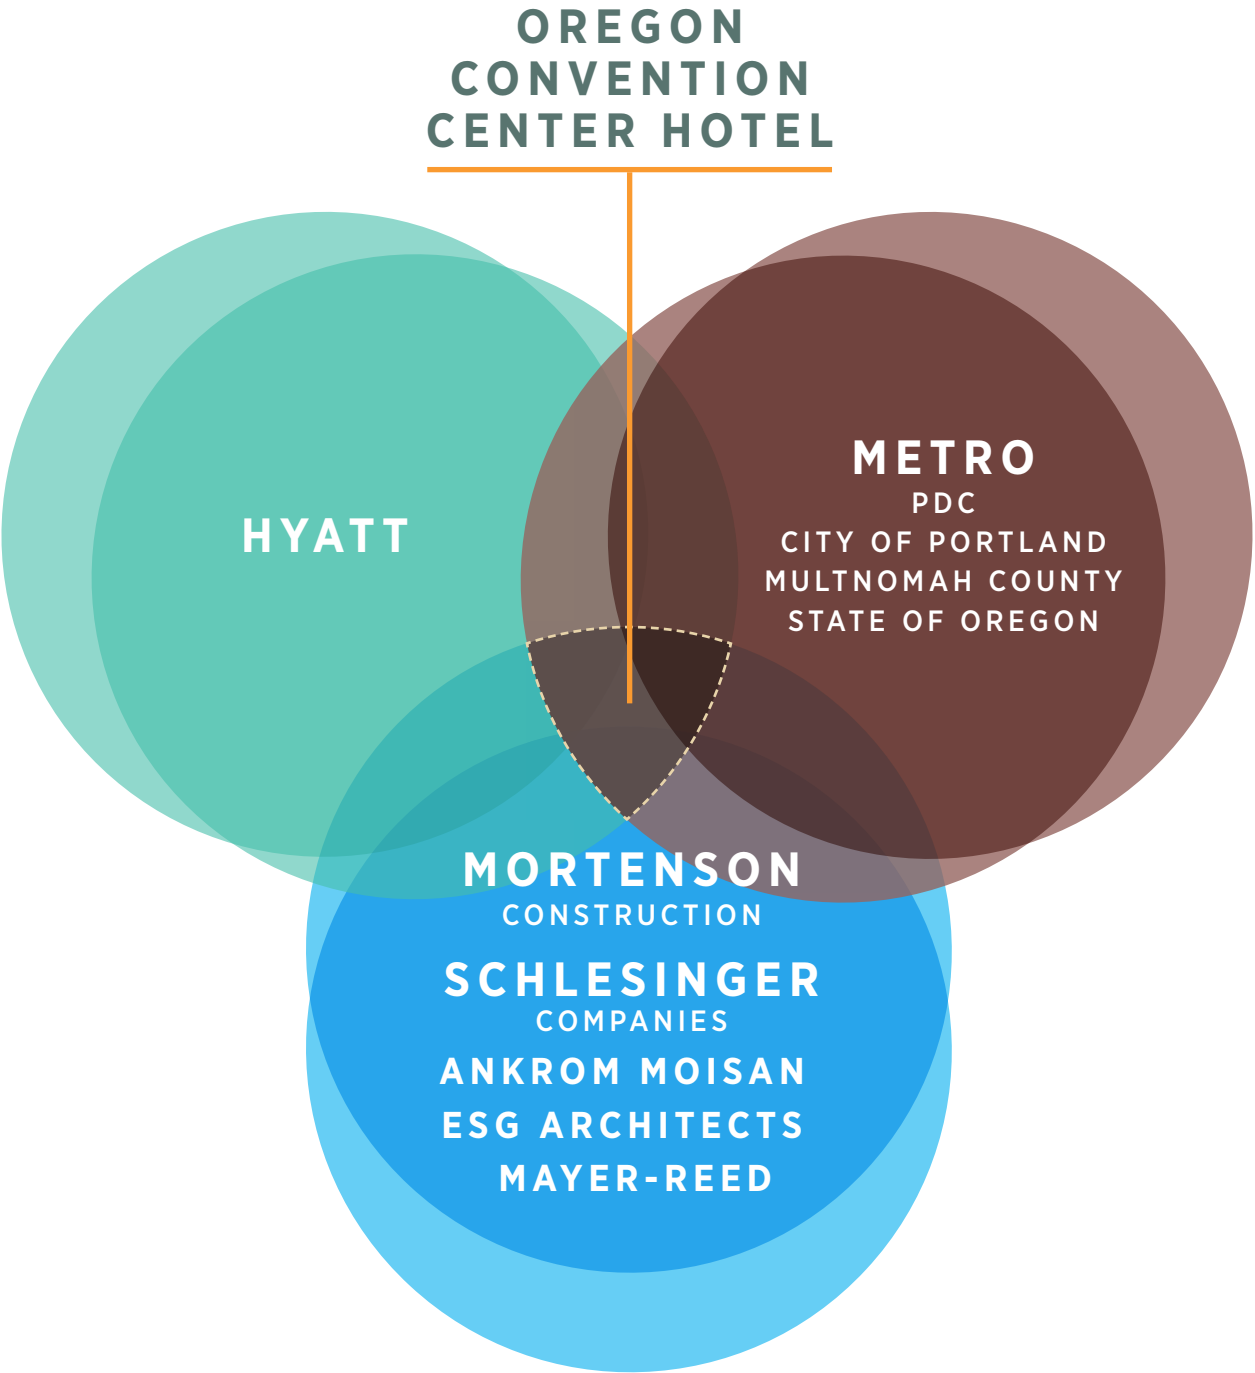 OREGON
CONVENTION
CENTER HOTEL
HYATT
METRO
PDC
CITY OF PORTLAND
MULTNOMAH COUNTY
STATE OF OREGON
MORTENSON
CONSTRUCTION
SCHLESINGER
COMPANIES
ANKROM MOISAN
ESG ARCHITECTS
MAYER-REED